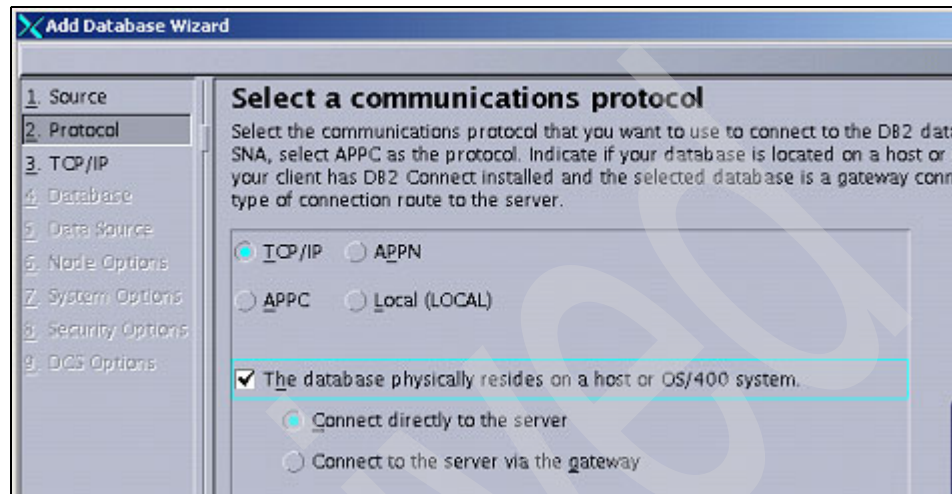 Add Database Wizard
1. Source
2. Protocol
3. TCP/IP
4. Database
5. Data Source
6. Node Options
7. System Options
8. Security Options
9. DCS Options
Select a communications protocol
Select the communications protocol that you want to use to connect to the DB2 dat
SNA, select APPC as the protocol. Indicate if your database is located on a host or
your client has DB2 Connect installed and the selected database is a gateway conn
type of connection route to the server.
TCP/IP APPN
APPC Local (LOCAL)
The database physically resides on a host or OS/400 system.
Connect directly to the server
Connect to the server via the gateway